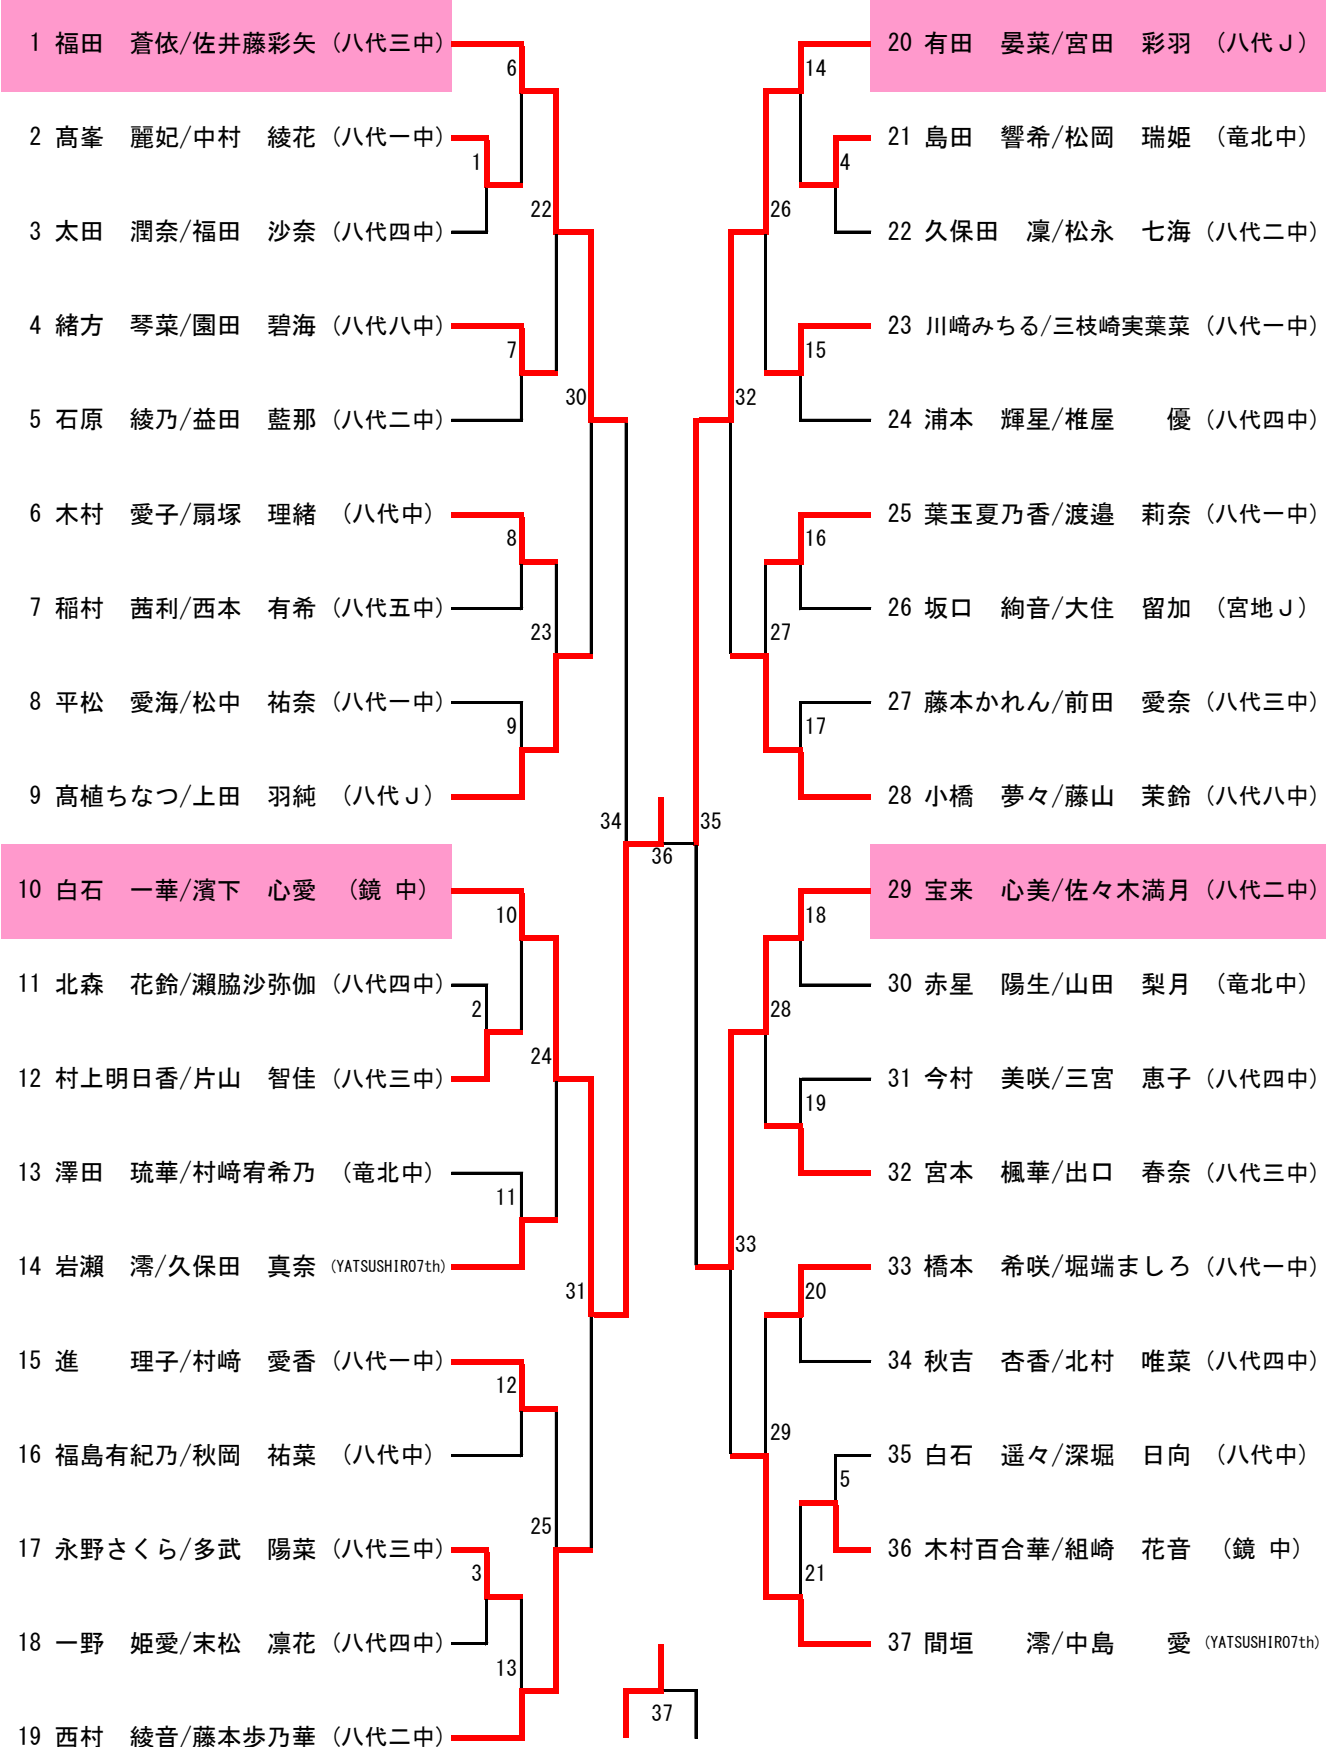 1 福田　蒼依/佐井藤彩矢 (八代三中)
2 髙峯　麗妃/中村　綾花 (八代一中)
3 太田　潤奈/福田　沙奈 (八代四中)
4 緒方　琴菜/園田　碧海 (八代八中)
5 石原　綾乃/益田　藍那 (八代二中)
6 木村　愛子/扇塚　理緒 (八代中)
7 稲村　茜利/西本　有希 (八代五中)
8 平松　愛海/松中　祐奈 (八代一中)
9 髙植ちなつ/上田　羽純 (八代Ｊ)
10 白石　一華/濱下　心愛 (鏡 中)
11 北森　花鈴/瀨脇沙弥伽 (八代四中)
12 村上明日香/片山　智佳 (八代三中)
13 澤田　琉華/村﨑宥希乃 (竜北中)
14 岩瀨　澪/久保田　真奈 (YATSUSHIRO7th)
15 進　　理子/村﨑　愛香 (八代一中)
16 福島有紀乃/秋岡　祐菜 (八代中)
17 永野さくら/多武　陽菜 (八代三中)
18 一野　姫愛/末松　凛花 (八代四中)
19 西村　綾音/藤本歩乃華 (八代二中)
6
1
22
7
30
8
23
9
34
10
2
24
11
31
12
25
3
13
36
37
20 有田　晏菜/宮田　彩羽 (八代Ｊ)
21 島田　響希/松岡　瑞姫 (竜北中)
22 久保田　凜/松永　七海 (八代二中)
23 川﨑みちる/三枝崎実葉菜 (八代一中)
24 浦本　輝星/椎屋　　優 (八代四中)
25 葉玉夏乃香/渡邉　莉奈 (八代一中)
26 坂口　絢音/大住　留加 (宮地Ｊ)
27 藤本かれん/前田　愛奈 (八代三中)
28 小橋　夢々/藤山　茉鈴 (八代八中)
29 宝来　心美/佐々木満月 (八代二中)
30 赤星　陽生/山田　梨月 (竜北中)
31 今村　美咲/三宮　恵子 (八代四中)
32 宮本　楓華/出口　春奈 (八代三中)
33 橋本　希咲/堀端ましろ (八代一中)
34 秋吉　杏香/北村　唯菜 (八代四中)
35 白石　遥々/深堀　日向 (八代中)
36 木村百合華/組崎　花音 (鏡 中)
37 間垣　　澪/中島　　愛 (YATSUSHIRO7th)
14
4
26
15
32
16
27
17
35
18
28
19
33
20
29
5
21